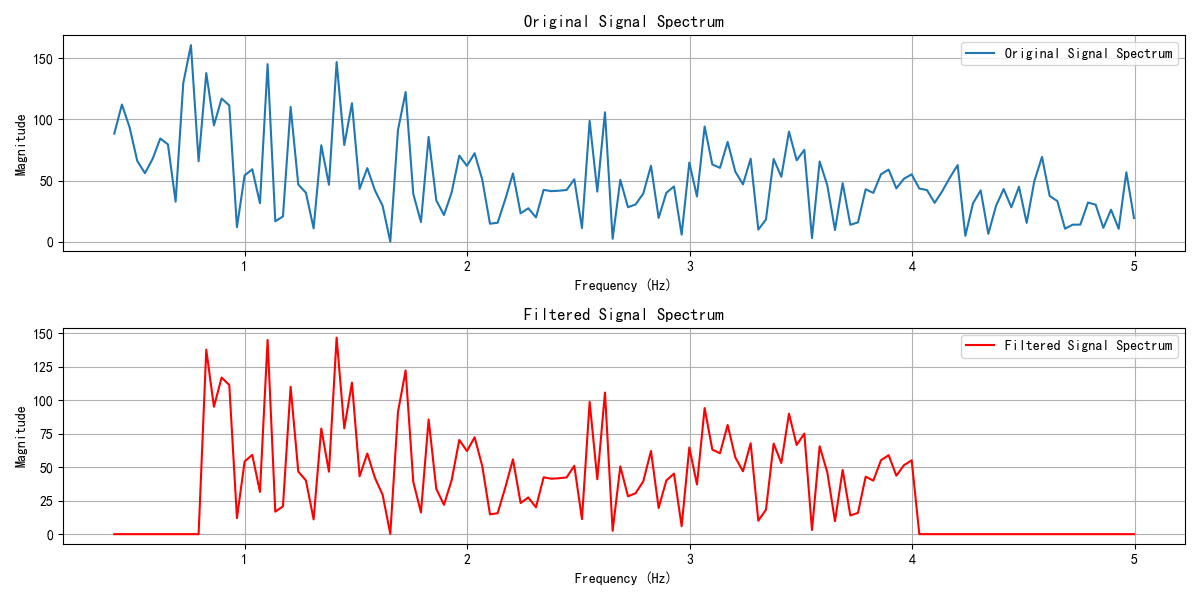 Original Signal Spectrum
150
100
50
0
Magnitude
Original Signal Spectrum
1 2 3 4 5
Frequency (Hz)
Filtered Signal Spectrum
150
125
100
75
50
25
0
Magnitude
Filtered Signal Spectrum
1 2 3 4 5
Frequency (Hz)